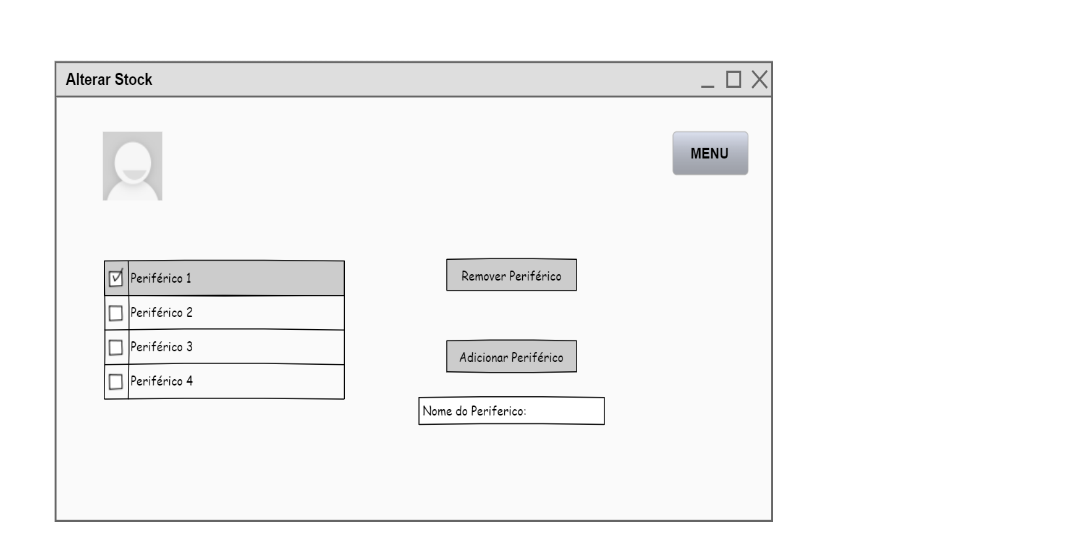 Alterar Stock
MENU
Periférico 1
Periférico 2
Periférico 3
Periférico 4
Remover Periférico
Adicionar Periférico
Nome do Periferico: